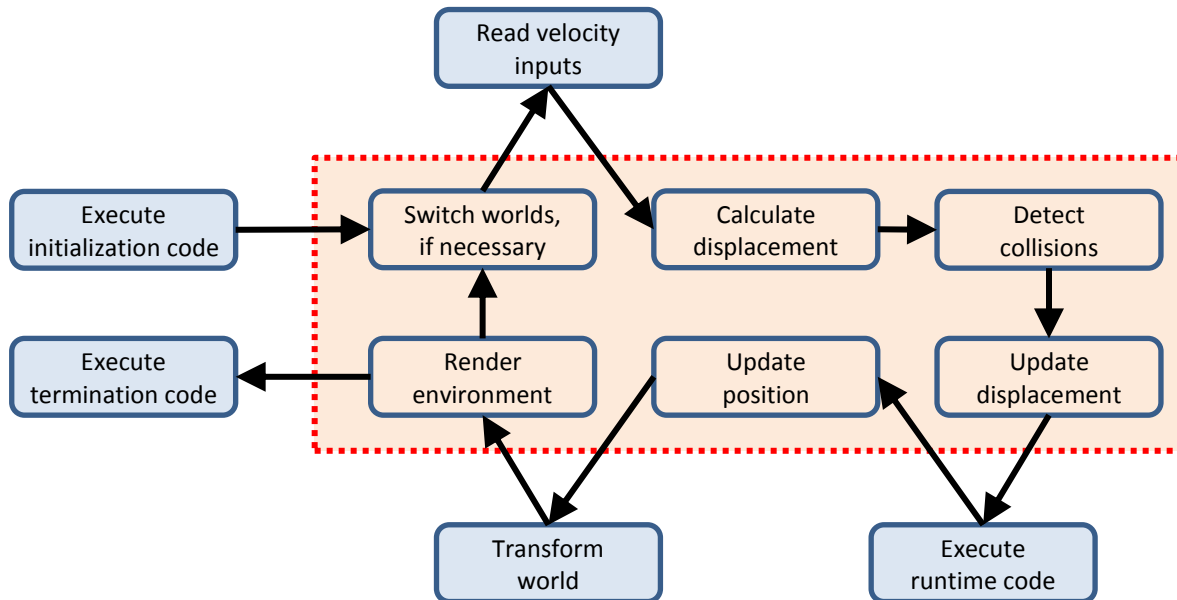 Read velocity
inputs
Execute
initialization code
Switch worlds,
if necessary
Calculate
displacement
Detect
collisions
Execute
termination code
Render
environment
Update
position
Update
displacement
Transform
world
Execute
runtime code